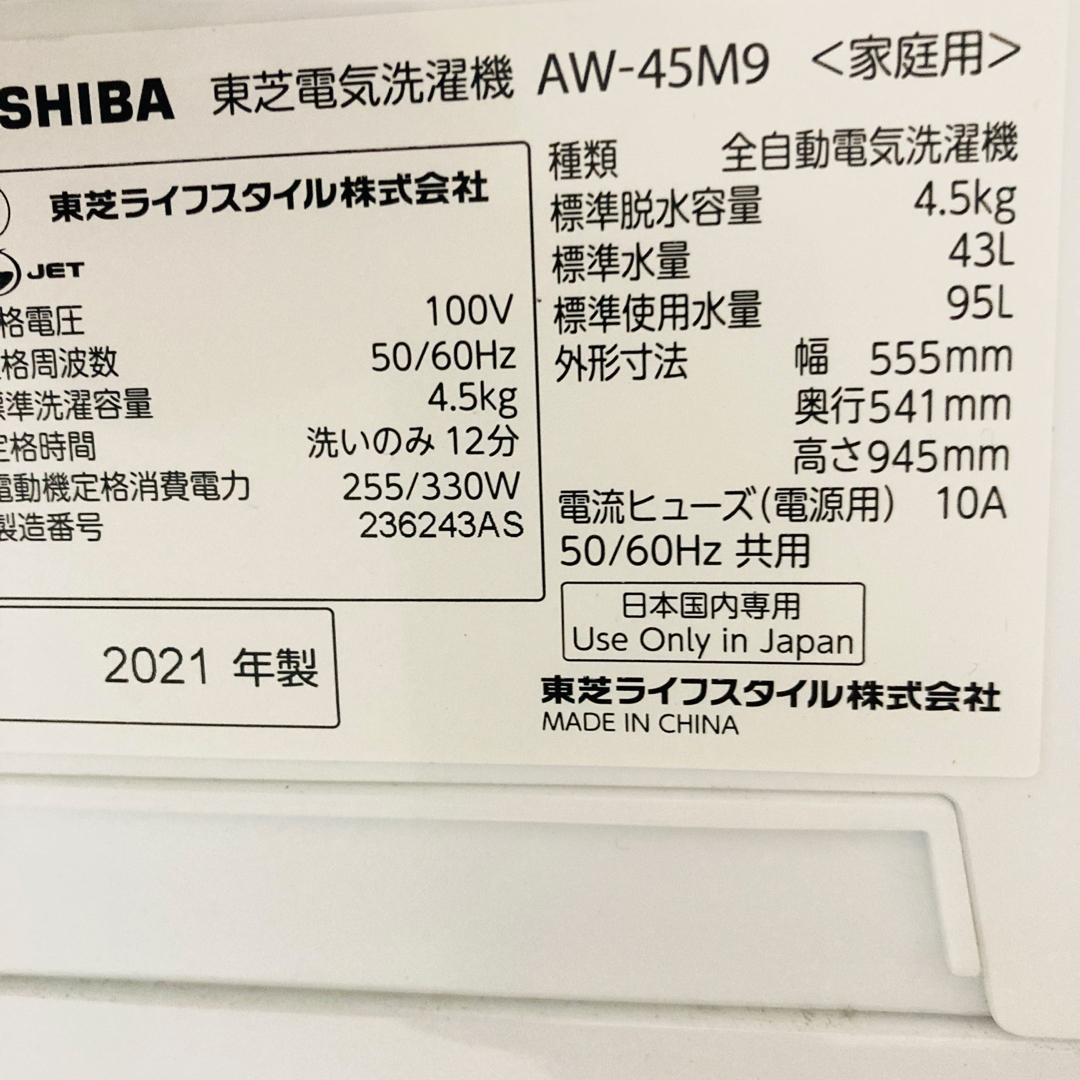 SHIBA 東芝電気洗濯機 AW-45M9 <家庭用>
東芝ライフスタイル株式会社
JET
格電圧 100V
格周波数 50/60Hz
準洗濯容量 4.5kg
定格時間 洗いのみ 12分
電動機定格消費電力 255/330W
製造番号 236243AS
2021 年製
種類 全自動電気洗濯機
標準脱水容量 4.5kg
標準水量 43L
標準使用水量 95L
外形寸法 幅 555mm
奥行541mm
高さ945mm
電流ヒューズ(電源用) 10A
50/60Hz 共用
日本国内専用
Use Only in Japan
東芝ライフスタイル株式会社
MADE IN CHINA